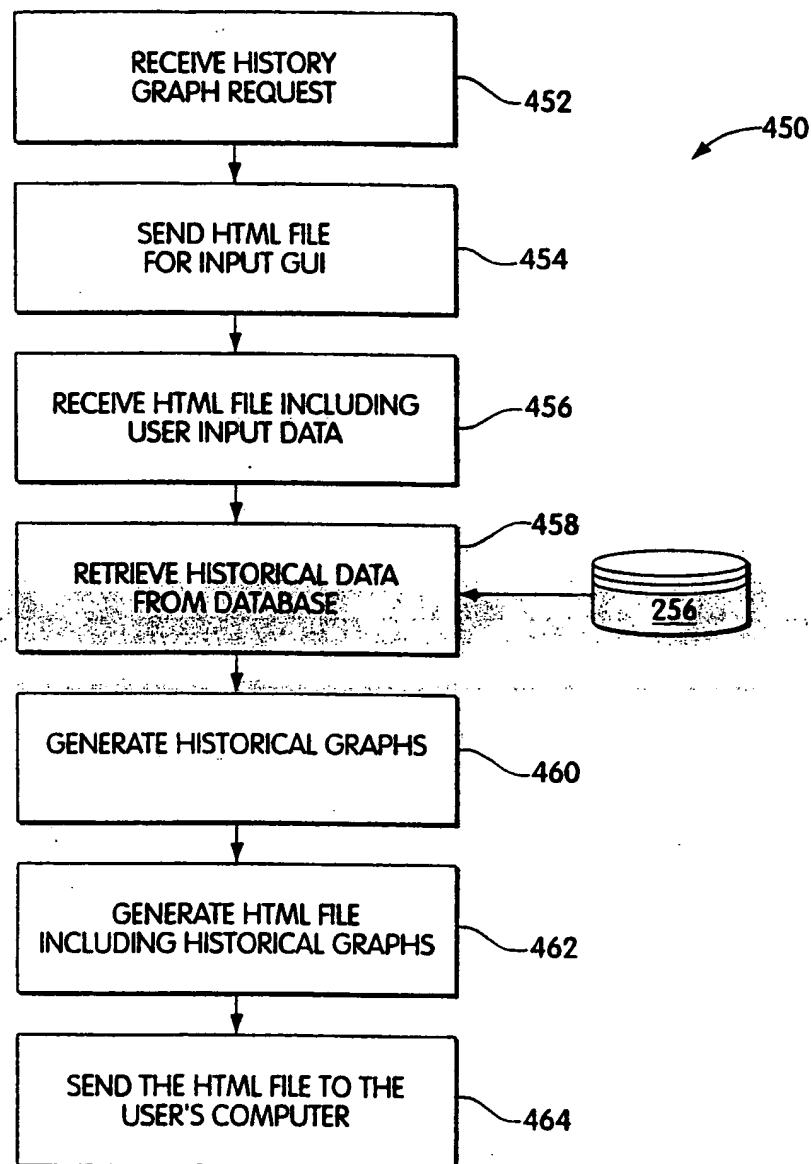 RECEIVE HISTORY
GRAPH REQUEST
452
450
SEND HTML FILE
FOR INPUT GUI
454
RECEIVE HTML FILE INCLUDING
USER INPUT DATA
456
458
RETRIEVE HISTORICAL DATA
FROM DATABASE
256
GENERATE HISTORICAL GRAPHS
460
GENERATE HTML FILE
INCLUDING HISTORICAL GRAPHS
462
SEND THE HTML FILE TO THE
USER'S COMPUTER
464